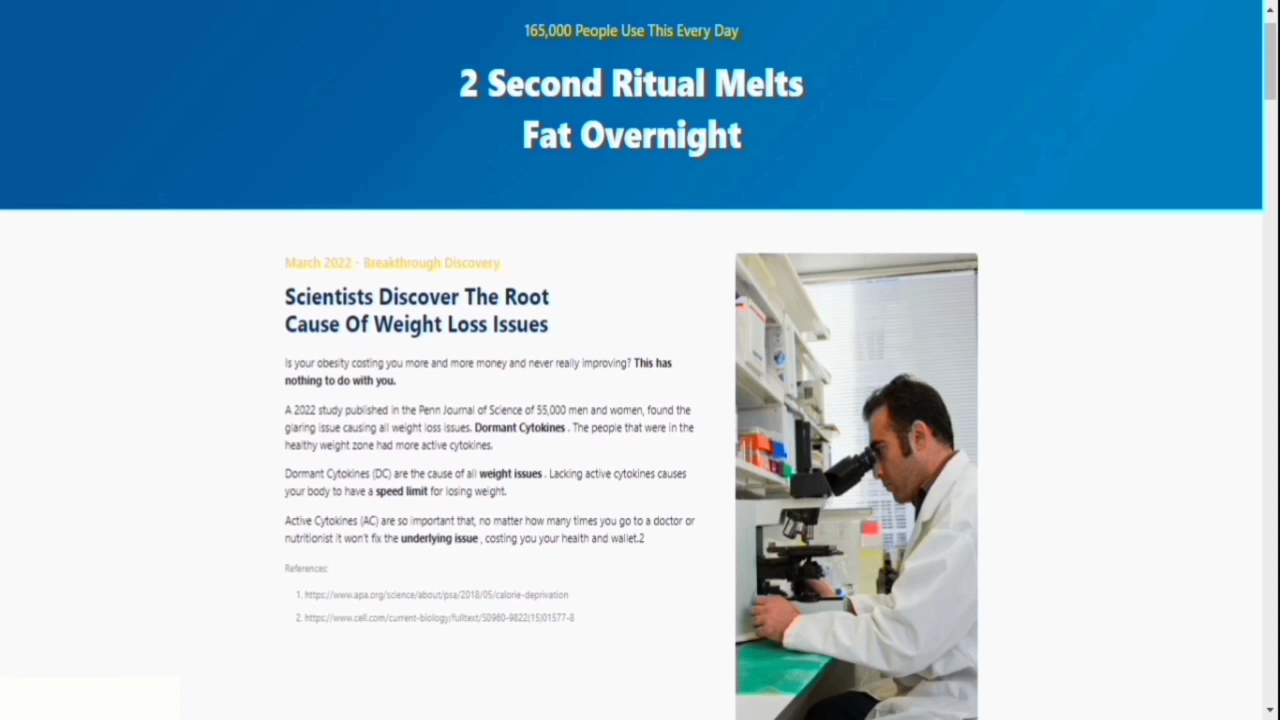 165,000 People Use This Every Day
2 Second Ritual Melts
Fat Overnight
March 2022 - Breakthrough Discovery
Scientists Discover The Root
Cause Of Weight Loss Issues
Is your obesity costing you more and more money and never really improving? This has
nothing to do with you.
A 2022 study published in the Penn Journal of Science of 55,000 men and women, found the
glaring issue causing all weight loss issues. Dormant Cytokines . The people that were in the
healthy weight zone had more active cytokines.
Dormant Cytokines (DC) are the cause of all weight issues . Lacking active cytokines causes
your body to have a speed limit for losing weight.
Active Cytokines (AC) are so important that, no matter how many times you go to a doctor or
nutritionist it won't fix the underlying issue , costing you your health and wallet.2
References:
1. https://www.apa.org/science/about/psa/2018/05/calorie-deprivation
2. https://www.cell.com/current-biology/fulltext/S0960-9822(15)01577-8